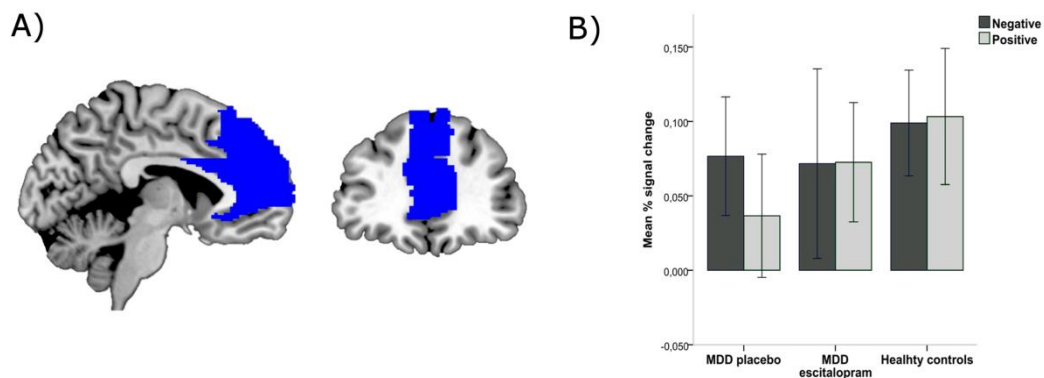 A)
B)
Negative
Positive
Mean % signal change
0,150
0,100
0,050
0,000
-0,050
MDD placebo
MDD
escitalopram
Healhty controls